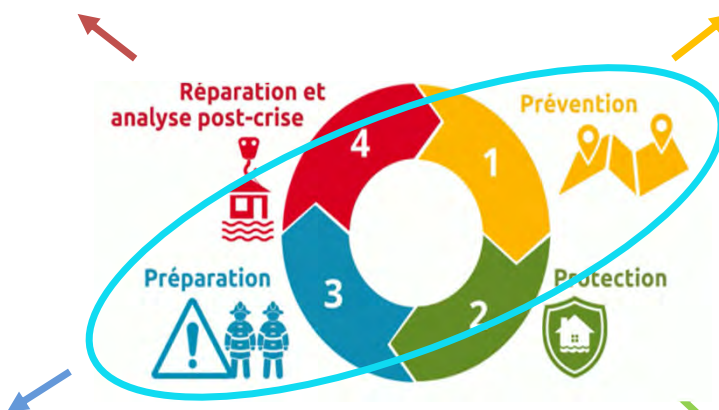 Réparation et
analyse post-crise
4
Prévention
1
Préparation
3
Protection
2
!